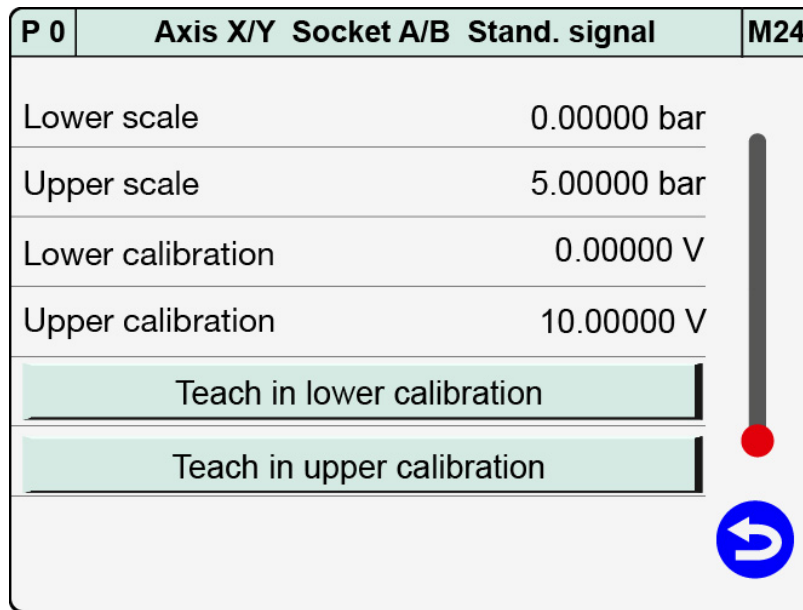 P 0 Axis X/Y Socket A/B Stand. signal M24
Lower scale 0.00000 bar
Upper scale 5.00000 bar
Lower calibration 0.00000 V
Upper calibration 10.00000 V
Teach in lower calibration
Teach in upper calibration